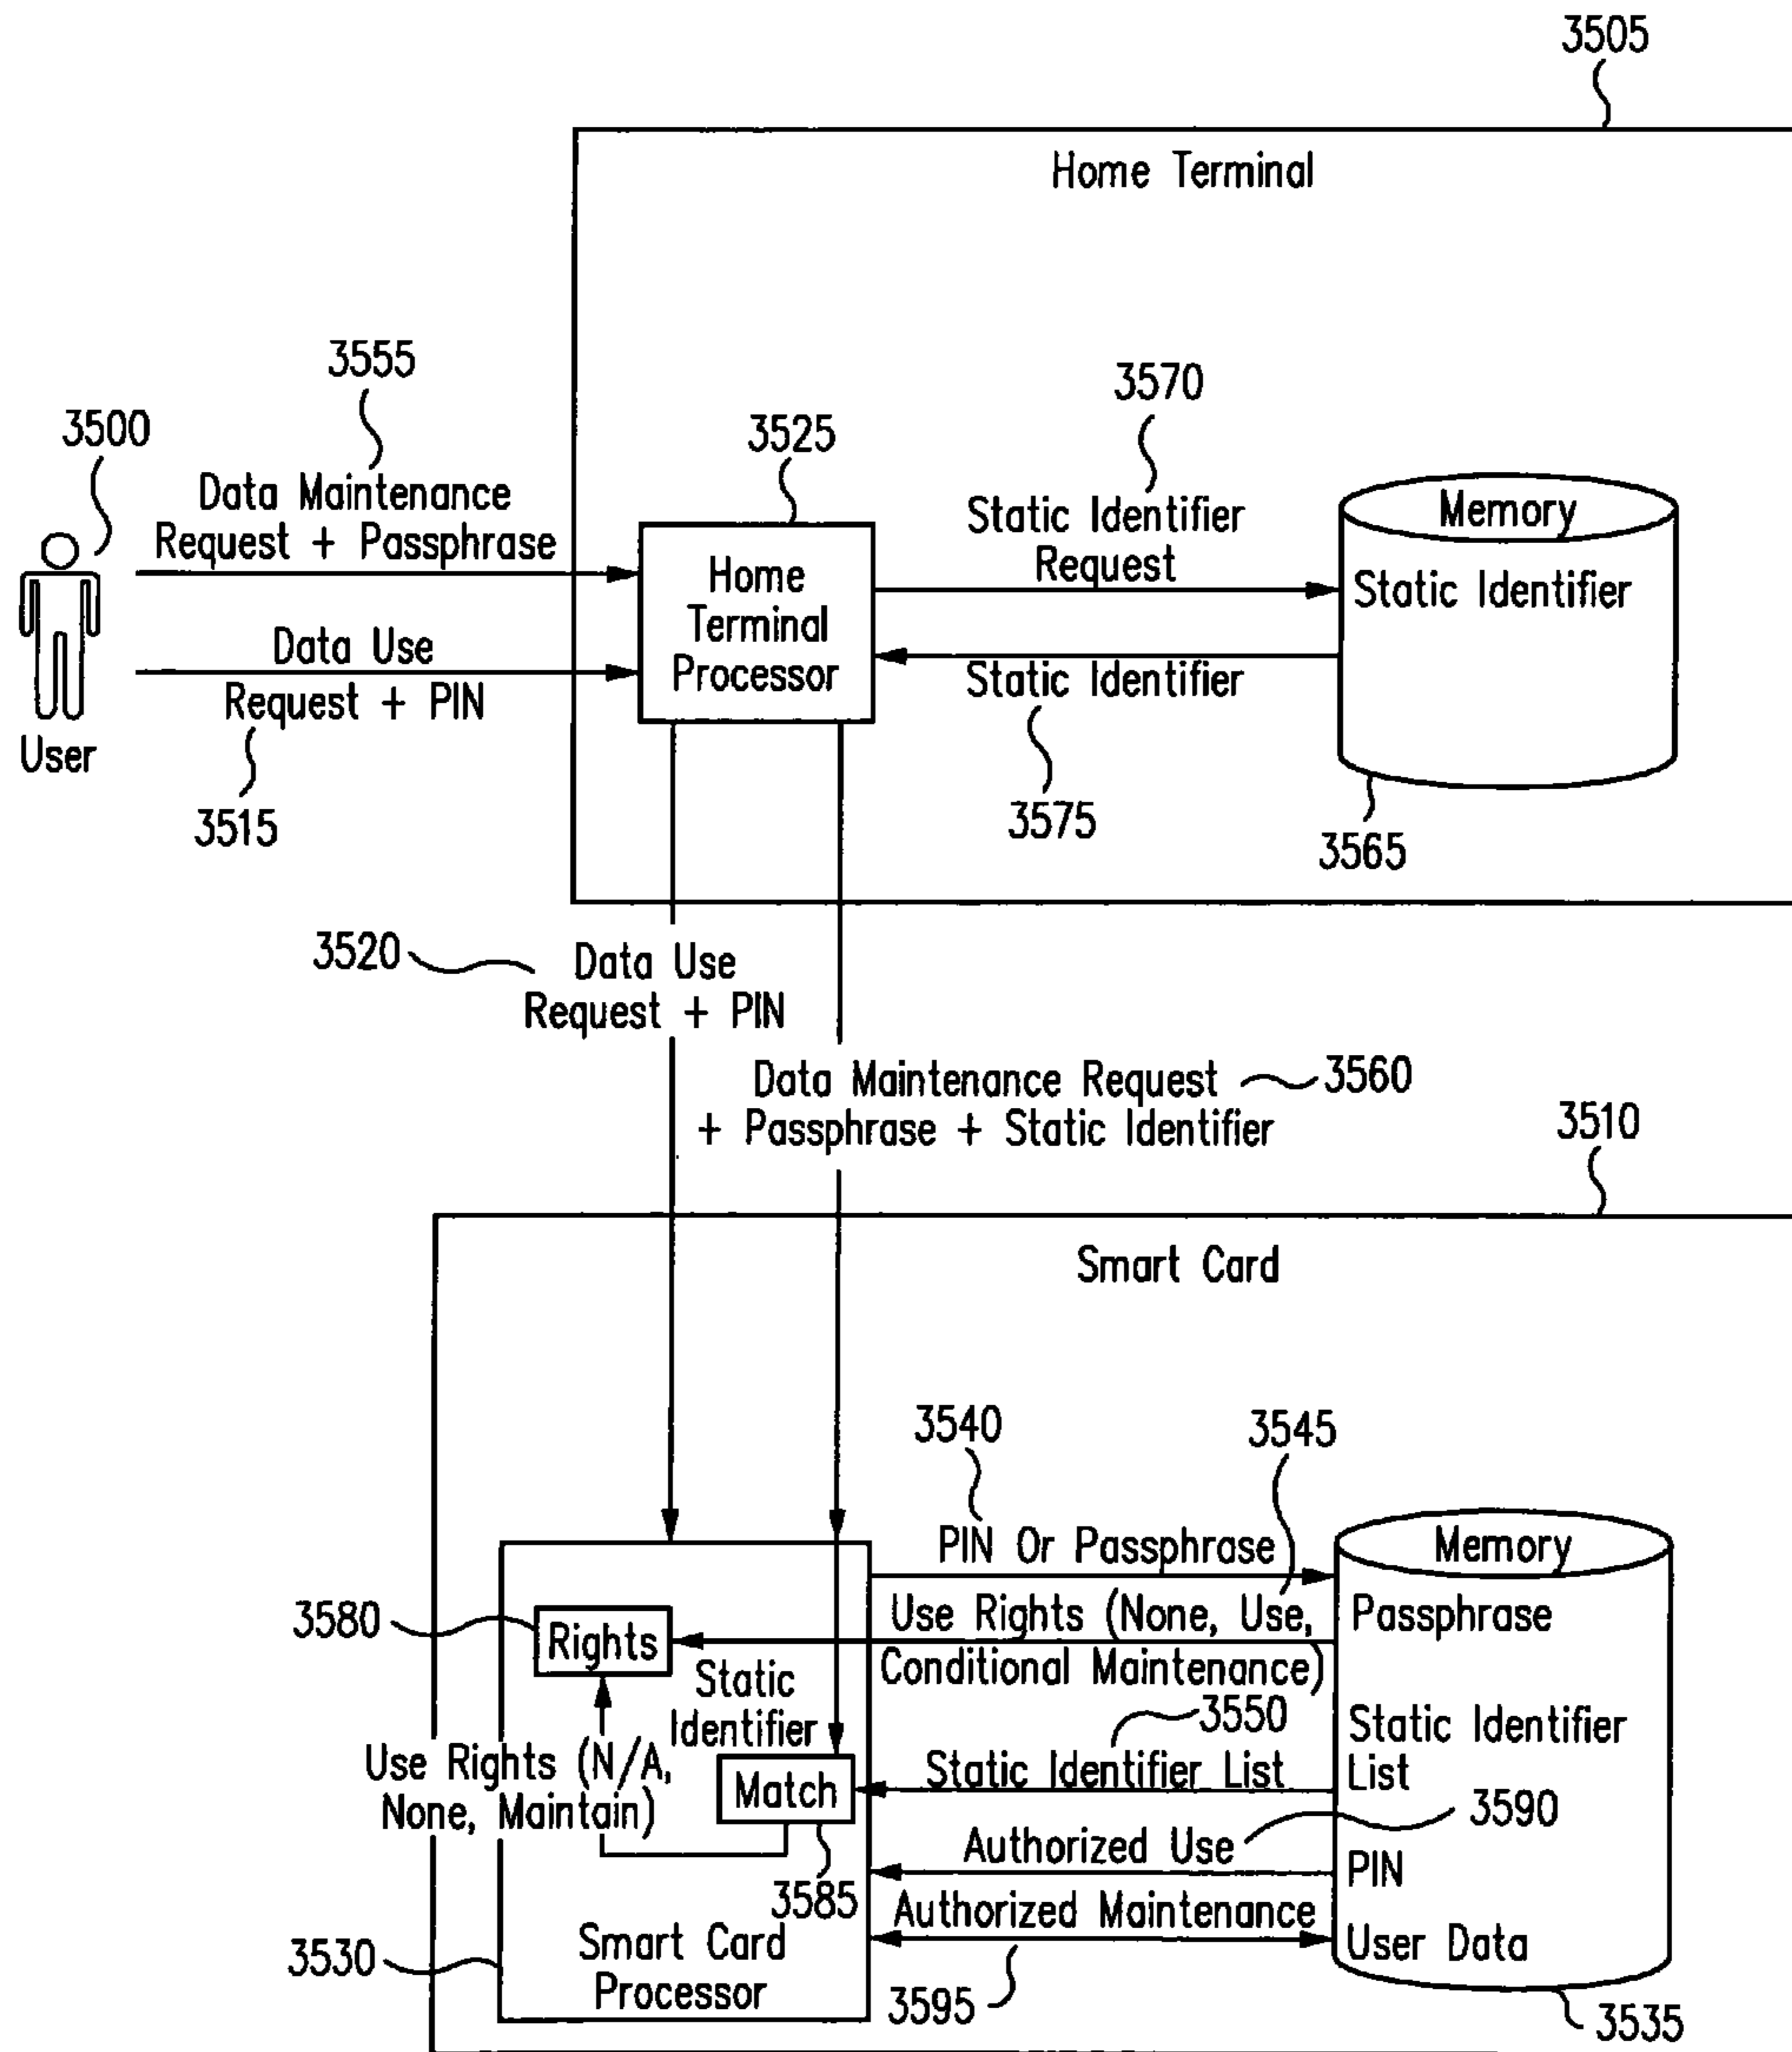 3505
Home Terminal
3555
3570
3500
3525
Data Maintenance
Request + Passphrase
Static Identifier
Request
Memory
Home
Terminal
Processor
Static Identifier
Data Use
Request + PIN
Static Identifier
User
3515
3575
3565
3520
Data Use
Request + PIN
Data Maintenance Request
+ Passphrase + Static Identifier
3560
3510
Smart Card
3540
3545
PIN Or Passphrase
Memory
3580
Rights
Use Rights (None, Use,
Conditional Maintenance)
Passphrase
Static
Identifier
3550
Static Identifier
List
Use Rights (N/A,
None, Maintain)
Match
Static Identifier List
3590
Authorized Use
PIN
3585
Authorized Maintenance
User Data
3530
Smart Card
Processor
3595
3535